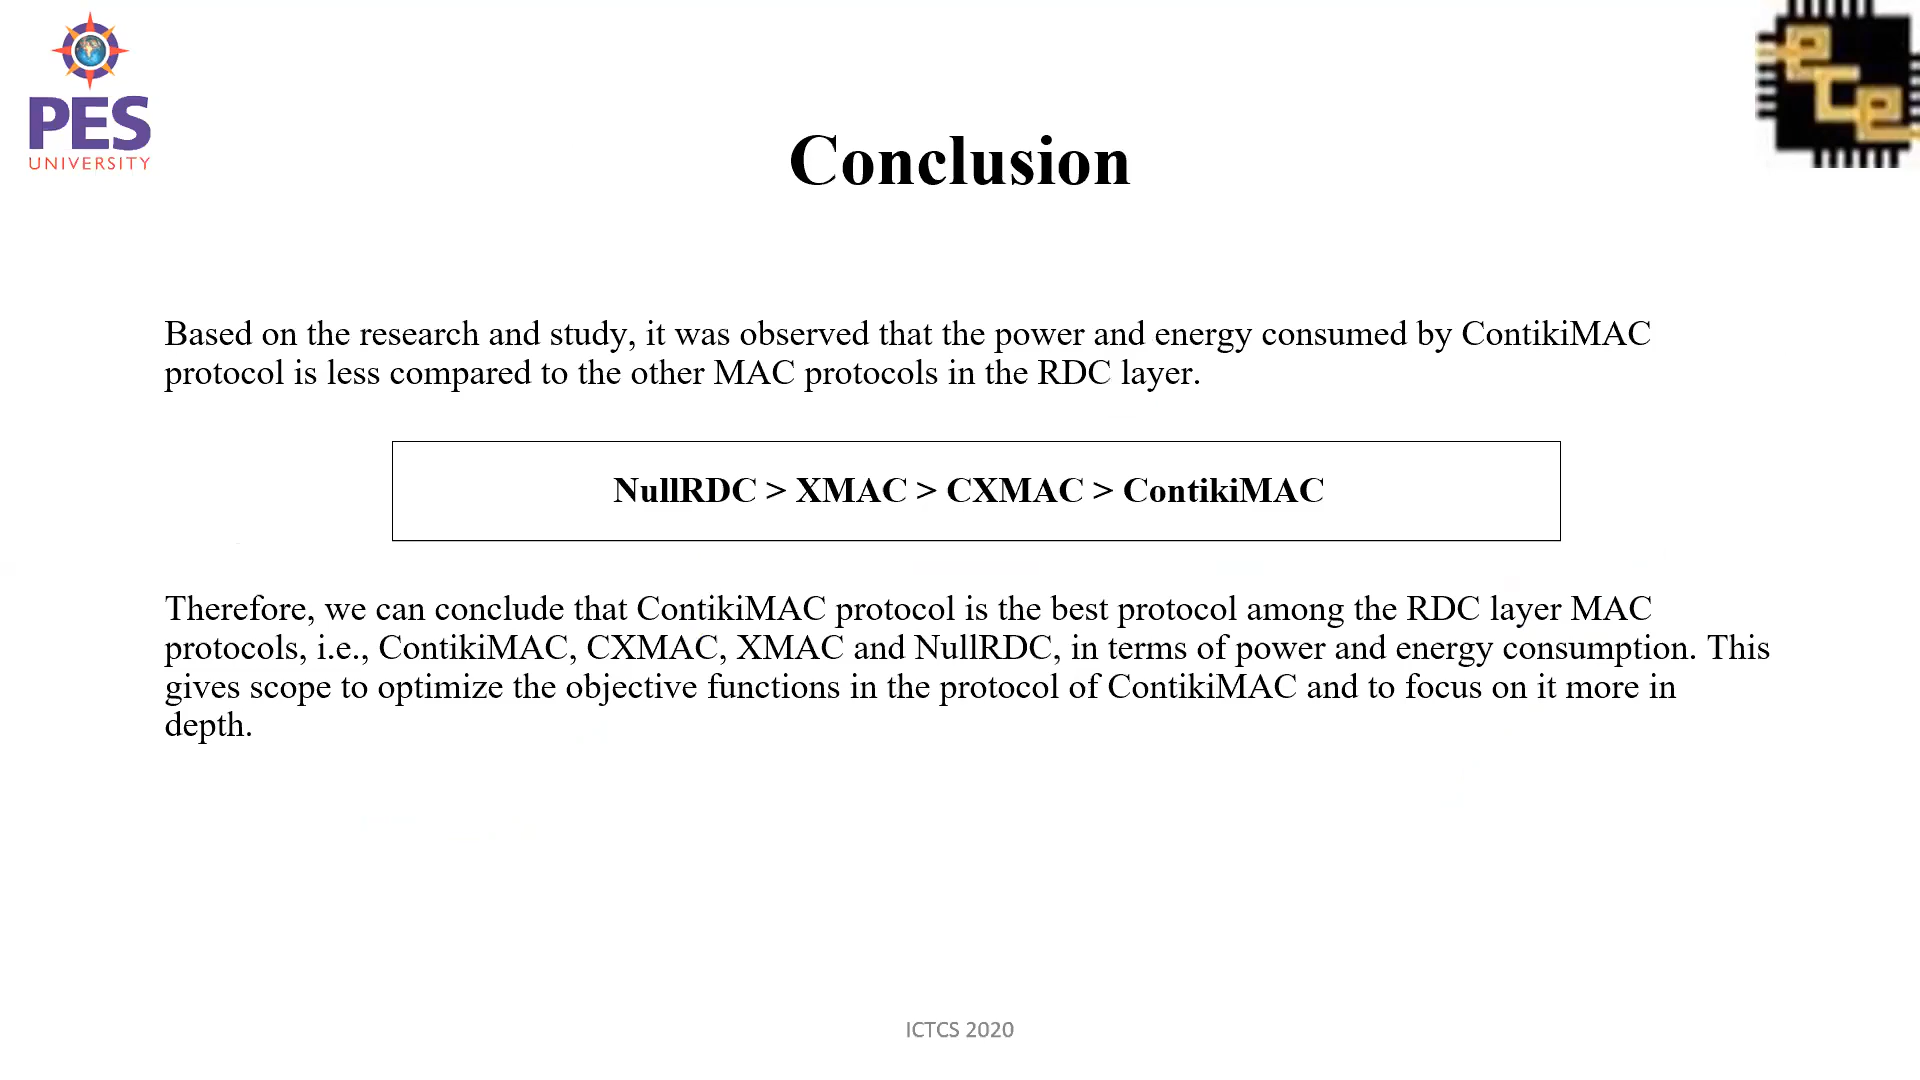 PES
UNIVERSITY
ece
Conclusion
Based on the research and study, it was observed that the power and energy consumed by ContikiMAC
protocol is less compared to the other MAC protocols in the RDC layer.
NullRDC > XMAC > CXMAC > ContikiMAC
Therefore, we can conclude that ContikiMAC protocol is the best protocol among the RDC layer MAC
protocols, i.e., ContikiMAC, CXMAC, XMAC and NullRDC, in terms of power and energy consumption. This
gives scope to optimize the objective functions in the protocol of ContikiMAC and to focus on it more in
depth.
ICTCS 2020